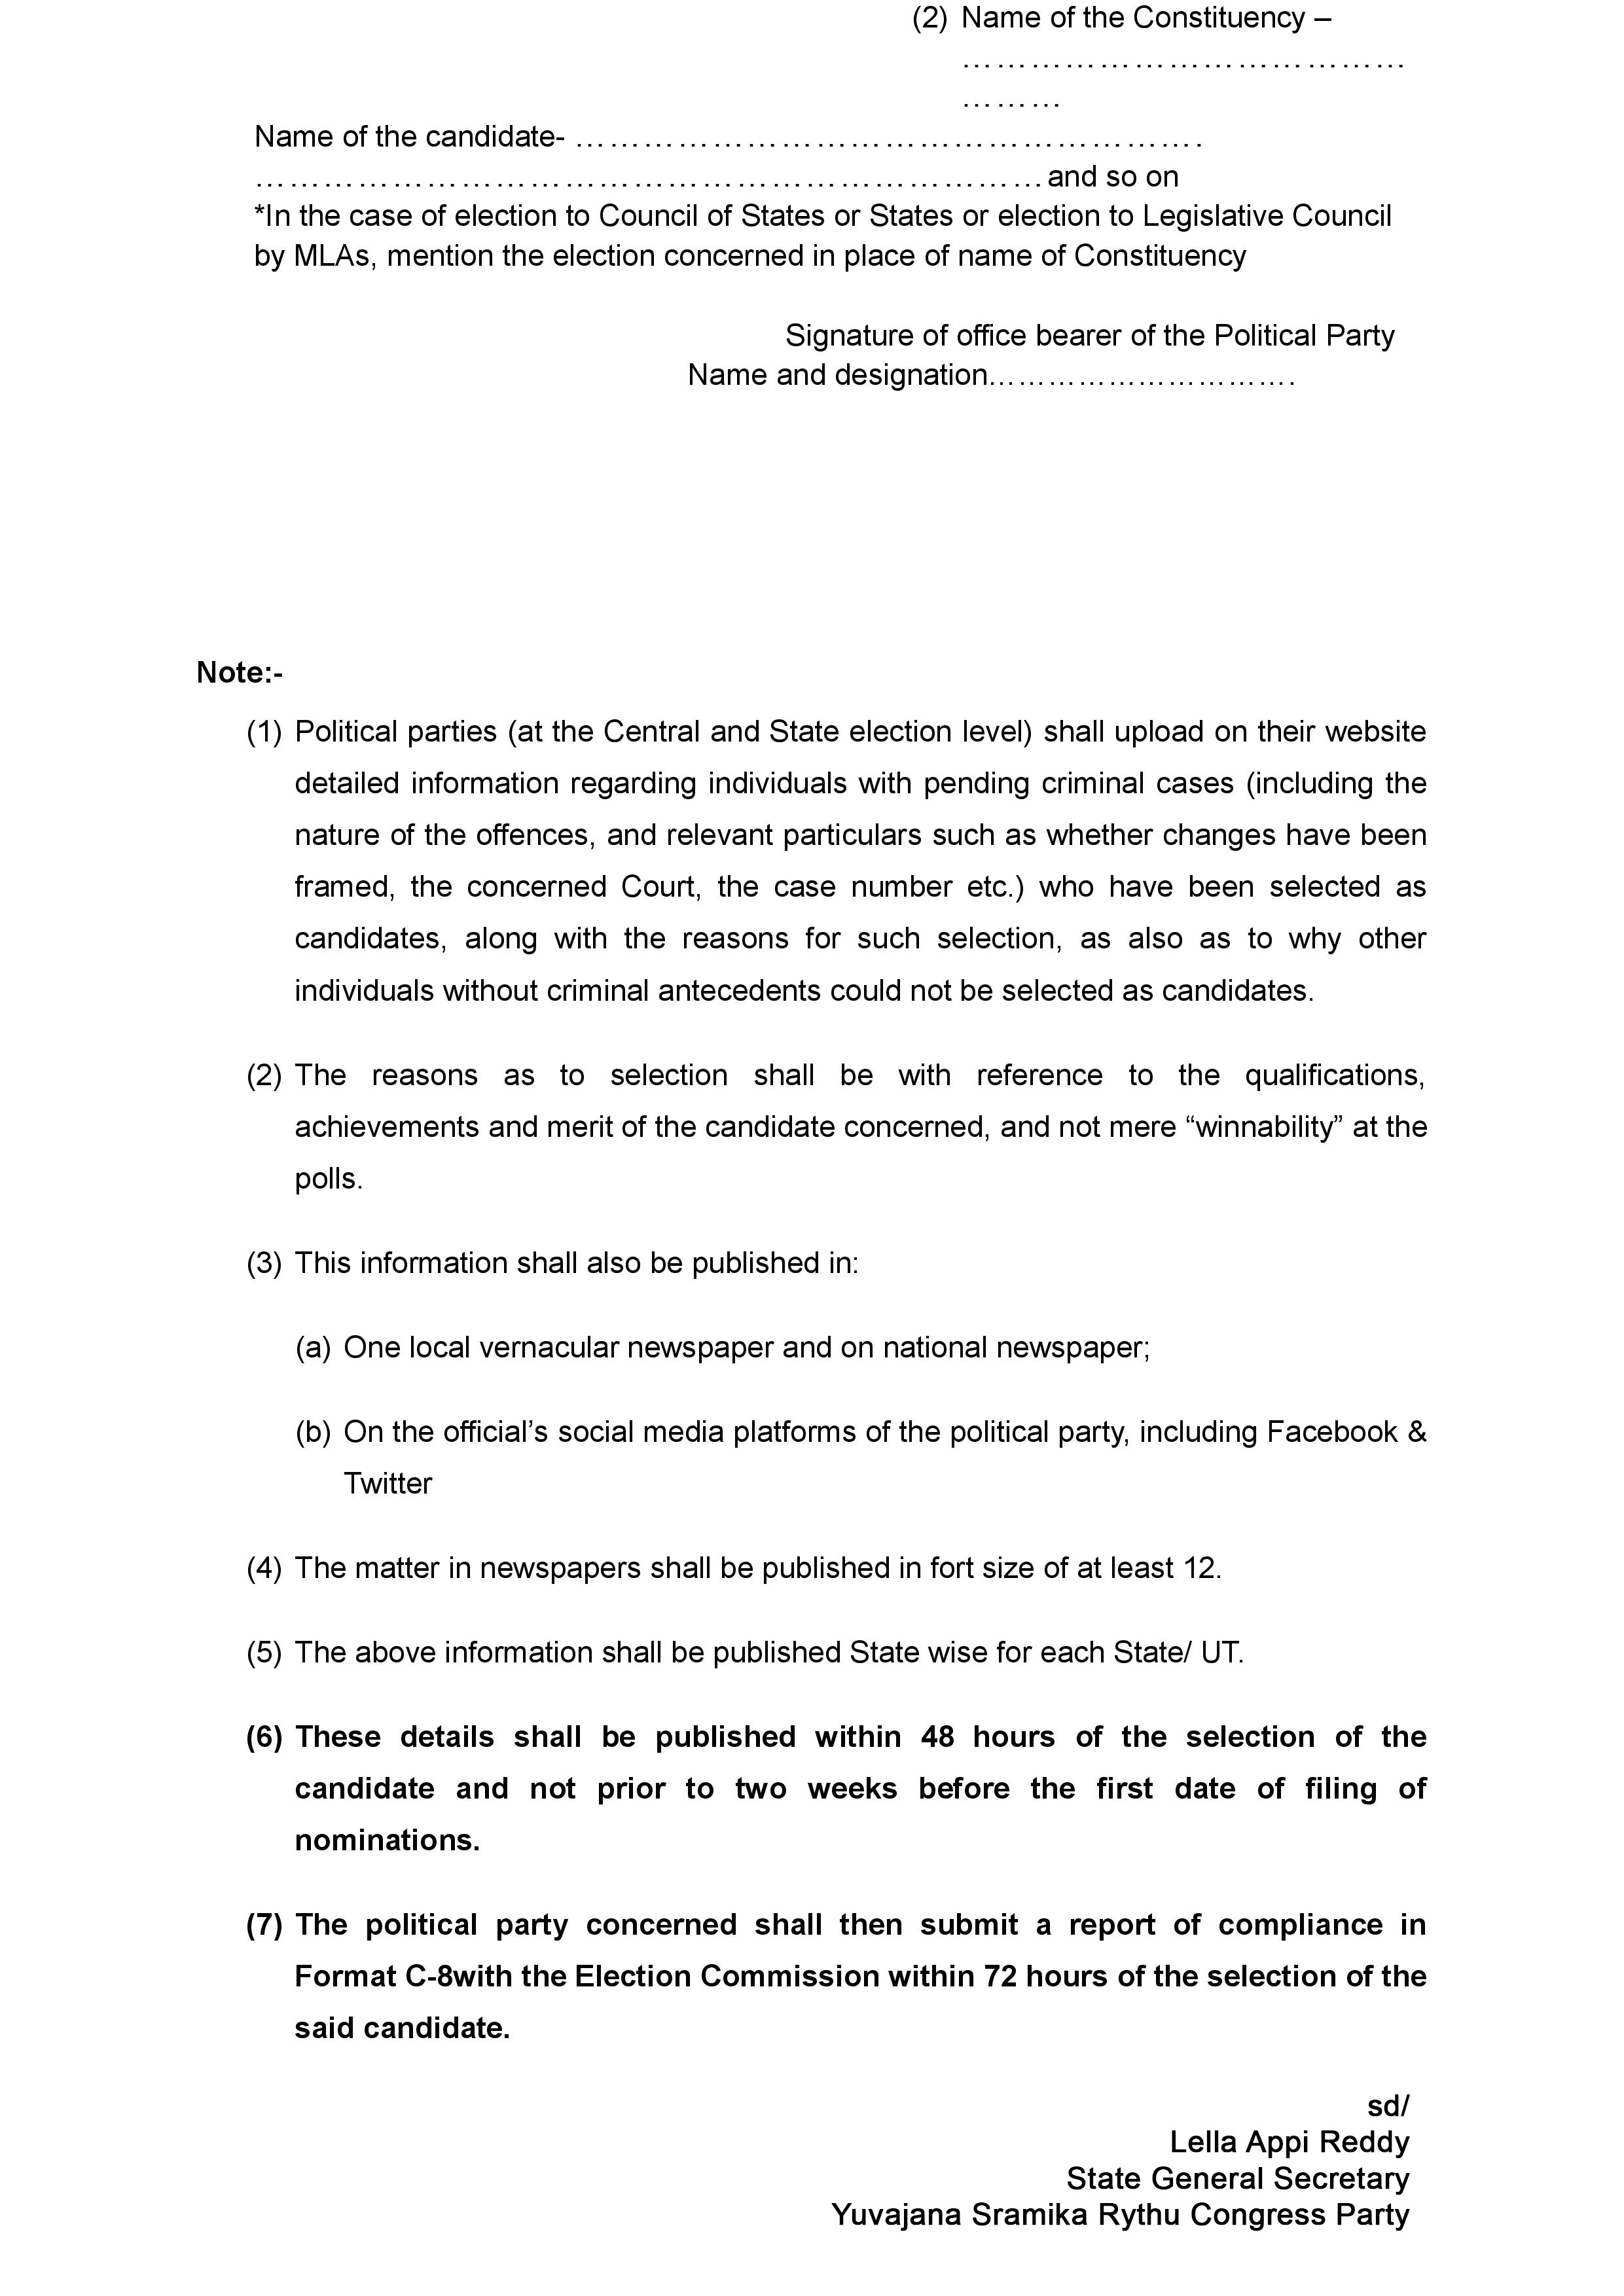 (2) Name of the Constituency –
……………………………………
………
Name of the candidate- ……………………………………………….
……………………………………………………………and so on
*In the case of election to Council of States or States or election to Legislative Council
by MLAs, mention the election concerned in place of name of Constituency
Signature of office bearer of the Political Party
Name and designation………………………….
Note:-
(1) Political parties (at the Central and State election level) shall upload on their website
detailed information regarding individuals with pending criminal cases (including the
nature of the offences, and relevant particulars such as whether changes have been
framed, the concerned Court, the case number etc.) who have been selected as
candidates, along with the reasons for such selection, as also as to why other
individuals without criminal antecedents could not be selected as candidates.
(2) The reasons as to selection shall be with reference to the qualifications,
achievements and merit of the candidate concerned, and not mere “winnability” at the
polls.
(3) This information shall also be published in:
(a) One local vernacular newspaper and on national newspaper;
(b) On the official’s social media platforms of the political party, including Facebook &
Twitter
(4) The matter in newspapers shall be published in fort size of at least 12.
(5) The above information shall be published State wise for each State/ UT.
(6) These details shall be published within 48 hours of the selection of the
candidate and not prior to two weeks before the first date of filing of
nominations.
(7) The political party concerned shall then submit a report of compliance in
Format C-8with the Election Commission within 72 hours of the selection of the
said candidate.
sd/
Lella Appi Reddy
State General Secretary
Yuvajana Sramika Rythu Congress Party